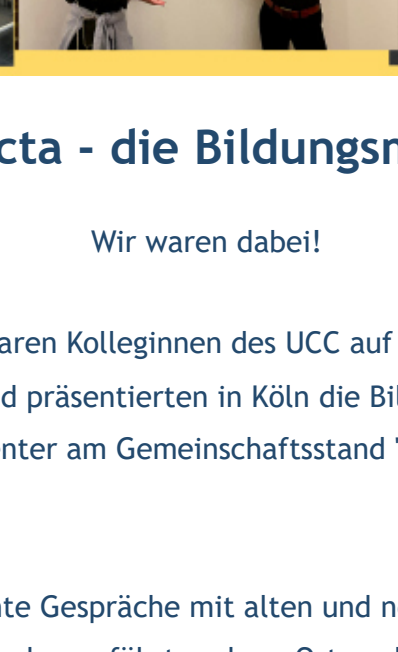 cta - die Bildungsm
Wir waren dabei!
aren Kolleginnen des UCC auf
d präsentierten in Köln die Bil
nter am Gemeinschaftsstand "
te Gespräche mit alten und n